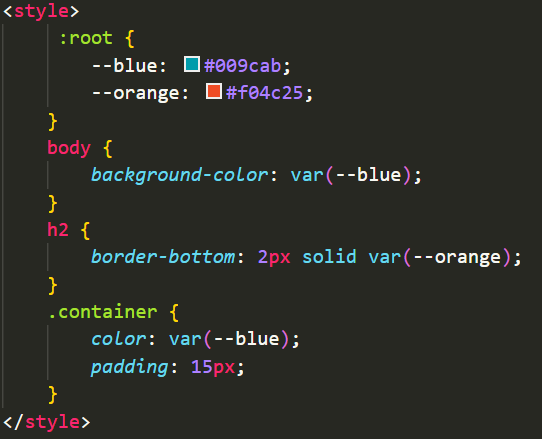 <style>
:root {
--blue: #009cab;
--orange: #f04c25;
}
body {
background-color: var(--blue);
}
h2 {
border-bottom: 2px solid var(--orange);
}
.container {
color: var(--blue);
padding: 15px;
}
</style>